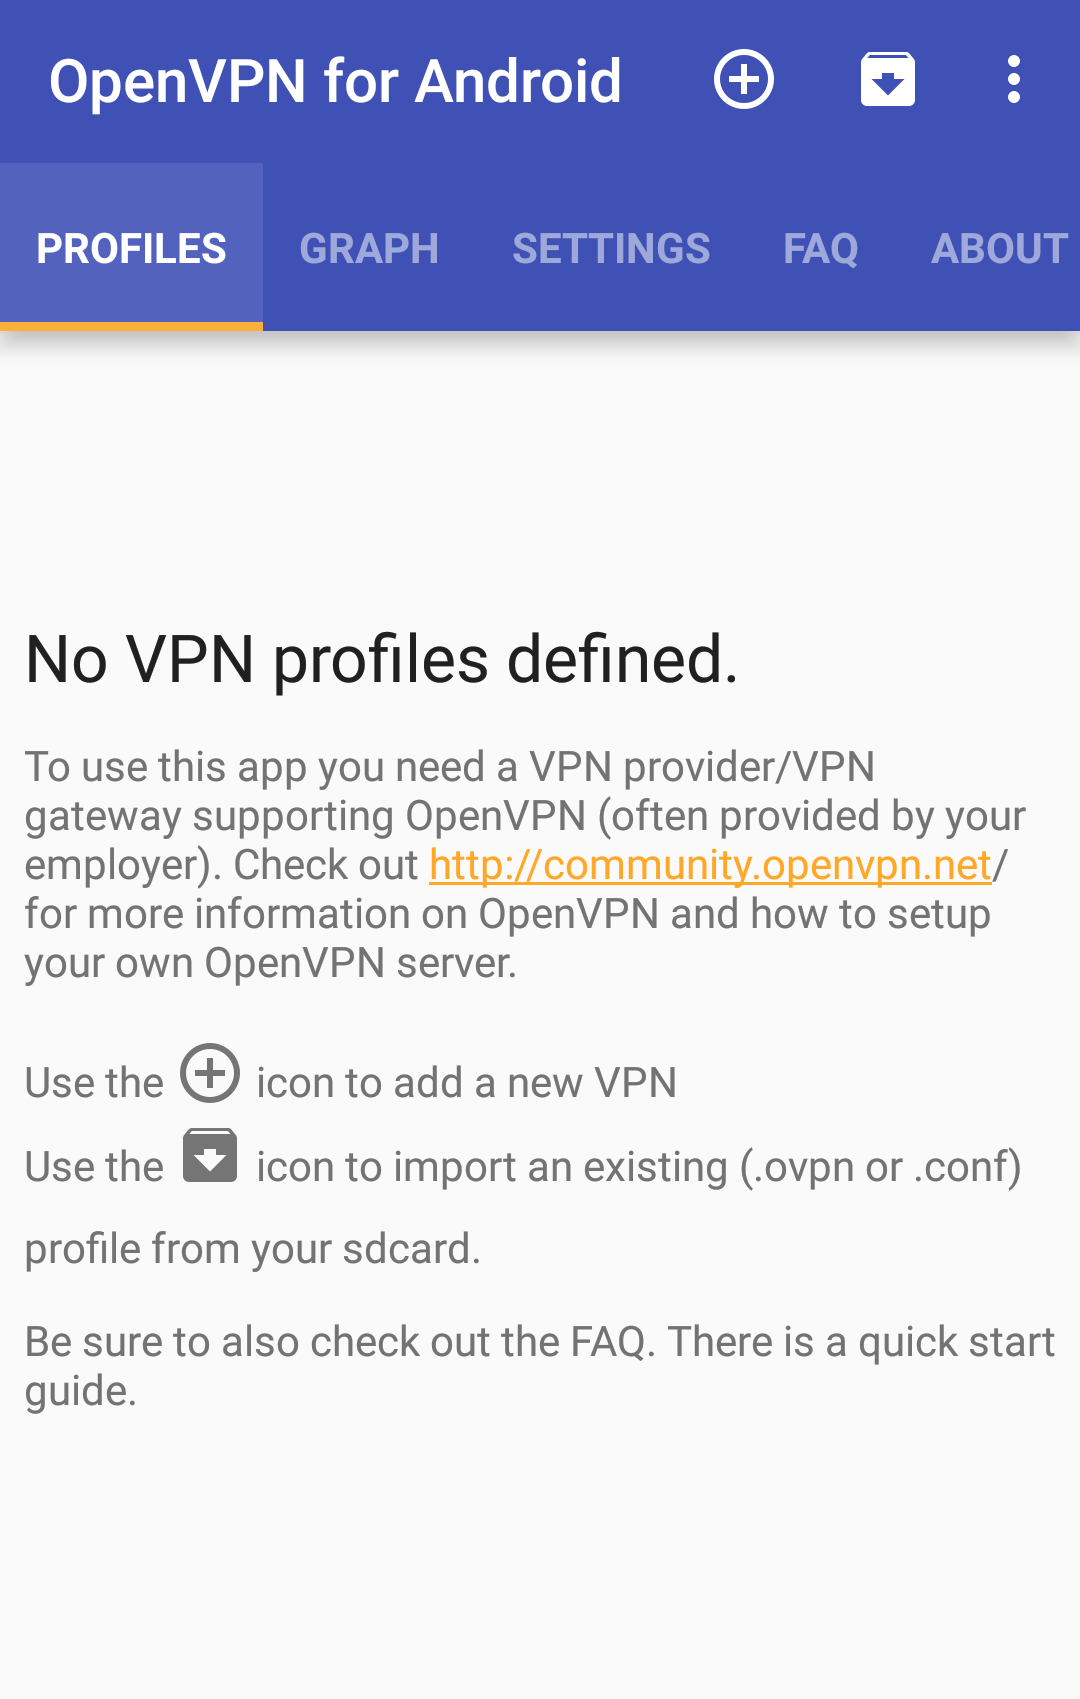 OpenVPN for Android
PROFILES GRAPH SETTINGS FAQ ABOUT
No VPN profiles defined.
To use this app you need a VPN provider/VPN
gateway supporting OpenVPN (often provided by your
employer). Check out http://community.openvpn.net/
for more information on OpenVPN and how to setup
your own OpenVPN server.
Use the icon to add a new VPN
Use the icon to import an existing (.ovpn or .conf)
profile from your sdcard.
Be sure to also check out the FAQ. There is a quick start
guide.